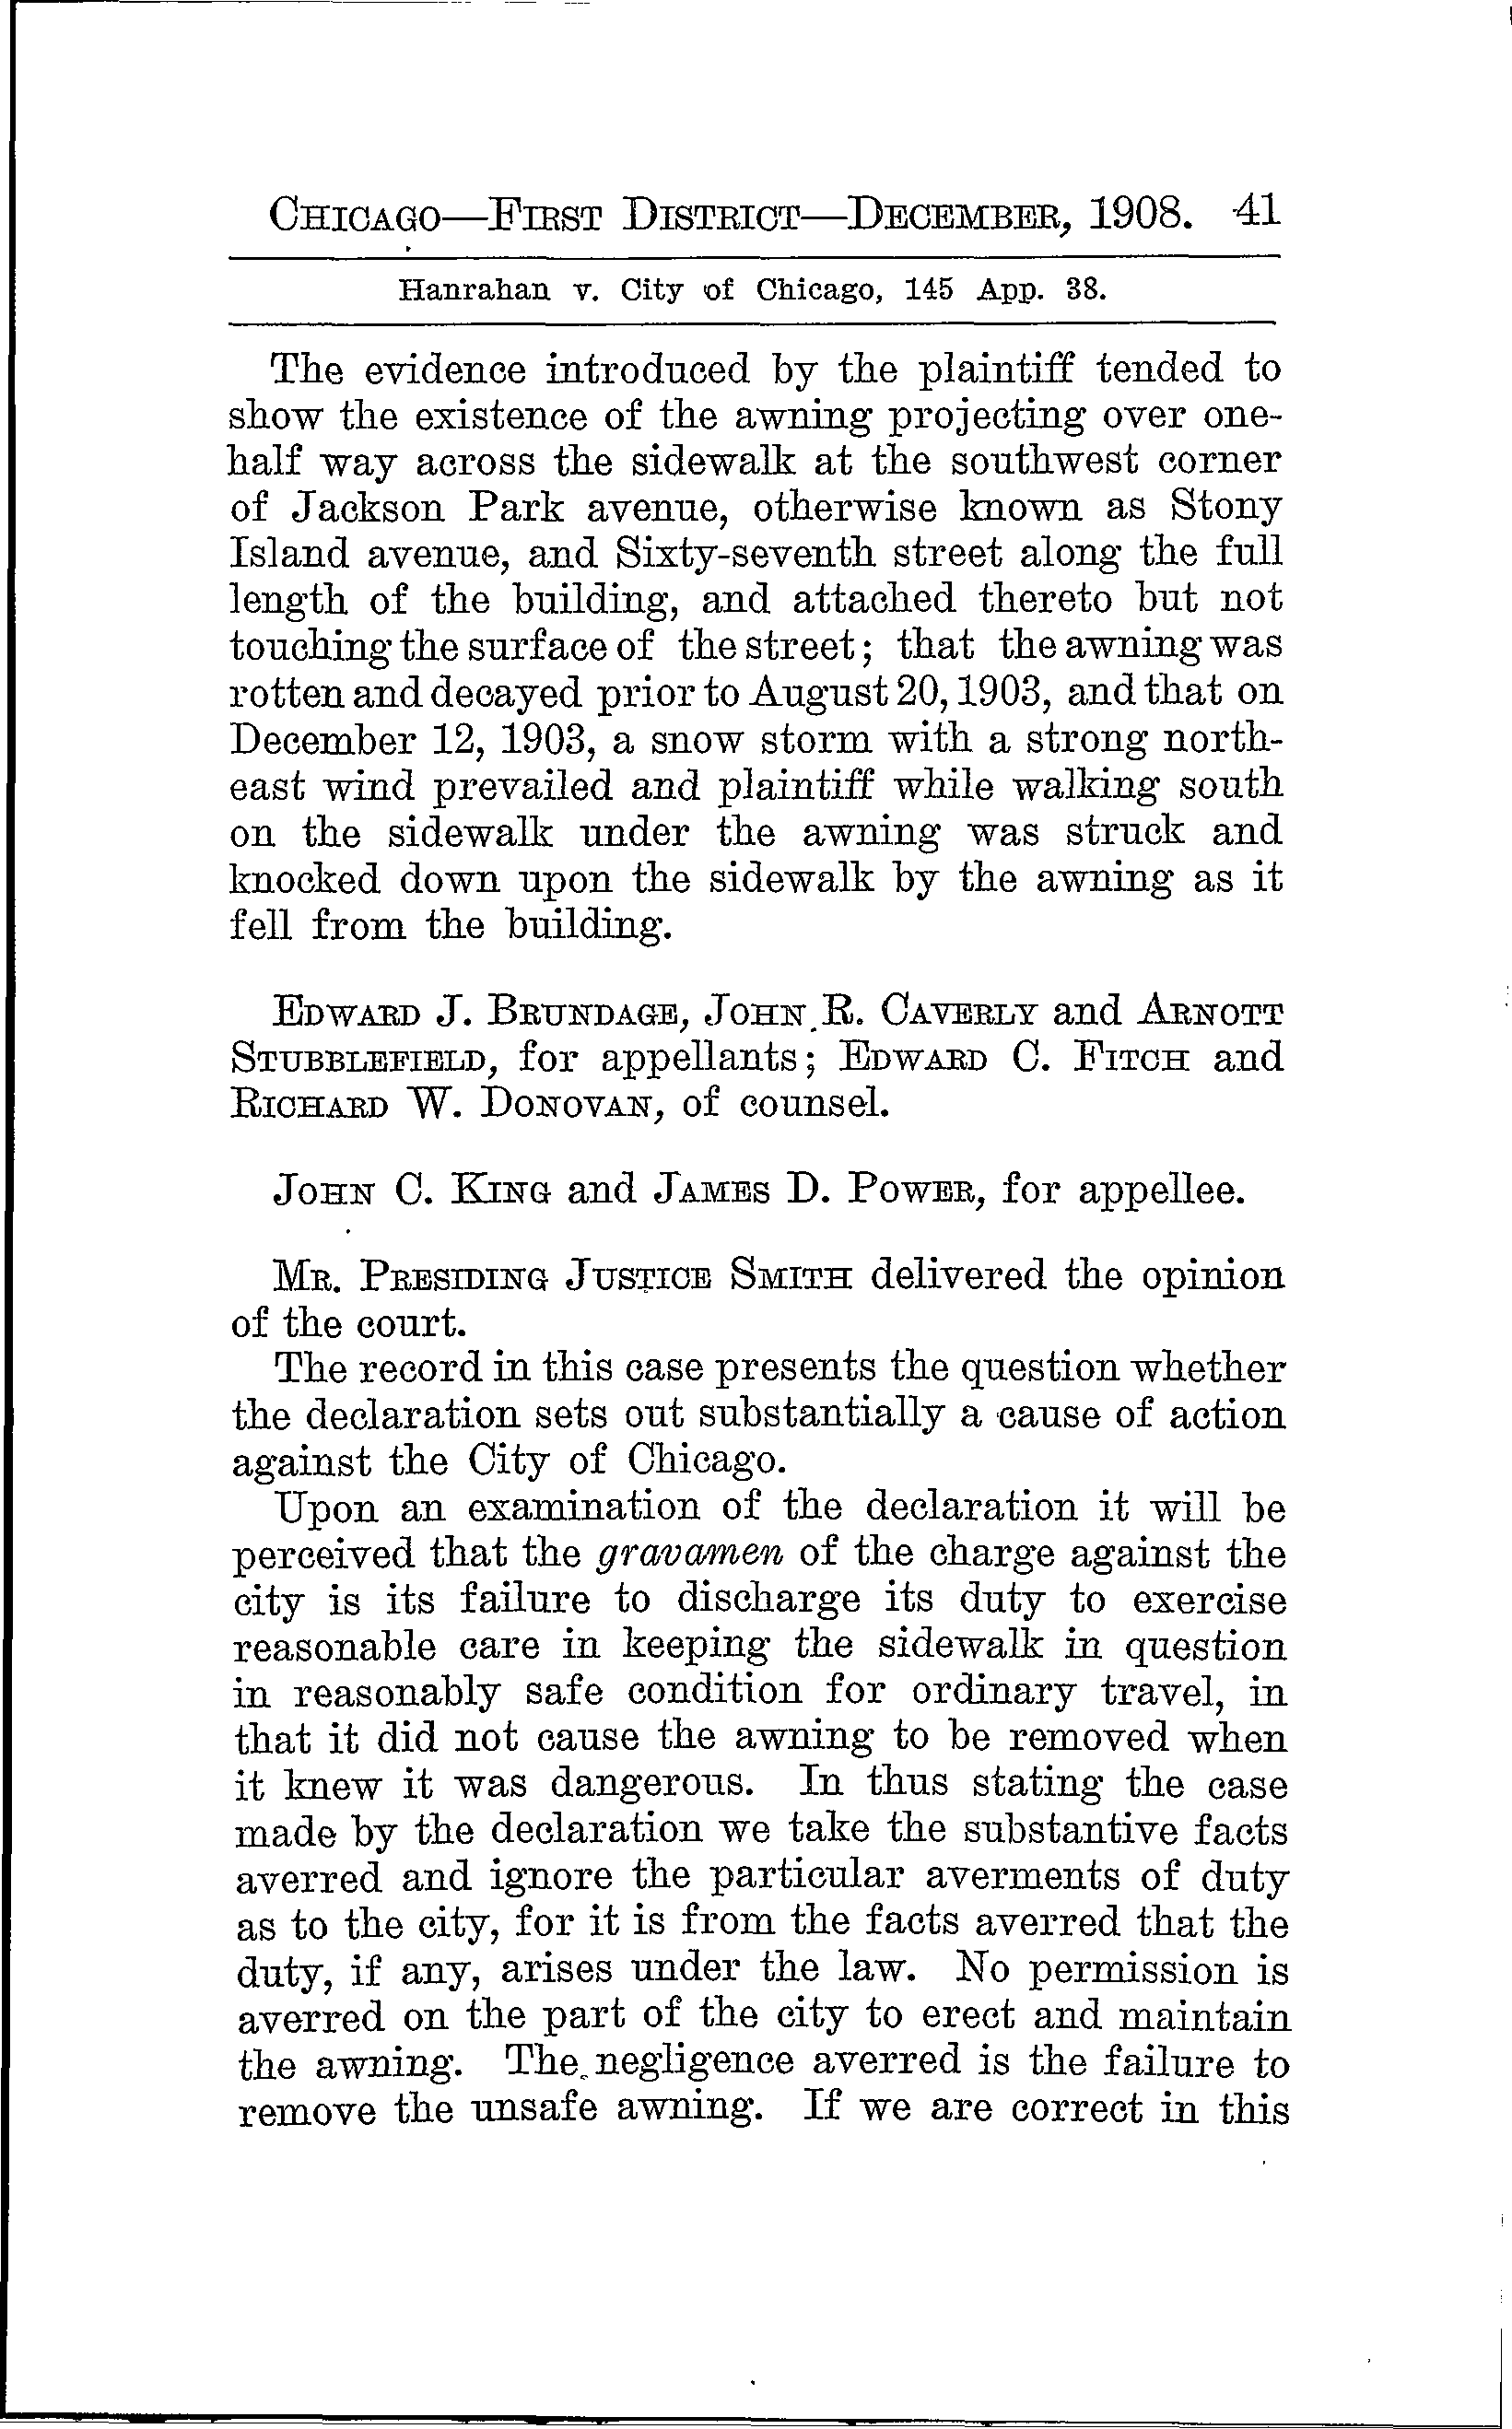 CHICAGO—FIRST DISTRICT—DECEMBER, 1908. 41
Hanrahan v. City of Chicago, 145 App. 38.
The evidence introduced by the plaintiff tended to
show the existence of the awning projecting over one-
half way across the sidewalk at the southwest corner
of Jackson Park avenue, otherwise known as Stony
Island avenue, and Sixty-seventh street along the full
length of the building, and attached thereto but not
touching the surface of the street; that the awning was
rotten and decayed prior to August 20, 1903, and that on
December 12, 1903, a snow storm with a strong north-
east wind prevailed and plaintiff while walking south
on the sidewalk under the awning was struck and
knocked down upon the sidewalk by the awning as it
fell from the building.
EDWARD J. BRUNDAGE, JOHN R. CAVERLY and ARNOTT
STUBBLEFIELD, for appellants; EDWARD C. FITCH and
RICHARD W. DONOVAN, of counsel.
JOHN C. KING and JAMES D. POWER, for appellee.
MR. PRESIDING JUSTICE SMITH delivered the opinion
of the court.
The record in this case presents the question whether
the declaration sets out substantially a cause of action
against the City of Chicago.
Upon an examination of the declaration it will be
perceived that the gravamen of the charge against the
city is its failure to discharge its duty to exercise
reasonable care in keeping the sidewalk in question
in reasonably safe condition for ordinary travel, in
that it did not cause the awning to be removed when
it knew it was dangerous. In thus stating the case
made by the declaration we take the substantive facts
averred and ignore the particular averments of duty
as to the city, for it is from the facts averred that the
duty, if any, arises under the law. No permission is
averred on the part of the city to erect and maintain
the awning. The negligence averred is the failure to
remove the unsafe awning. If we are correct in this